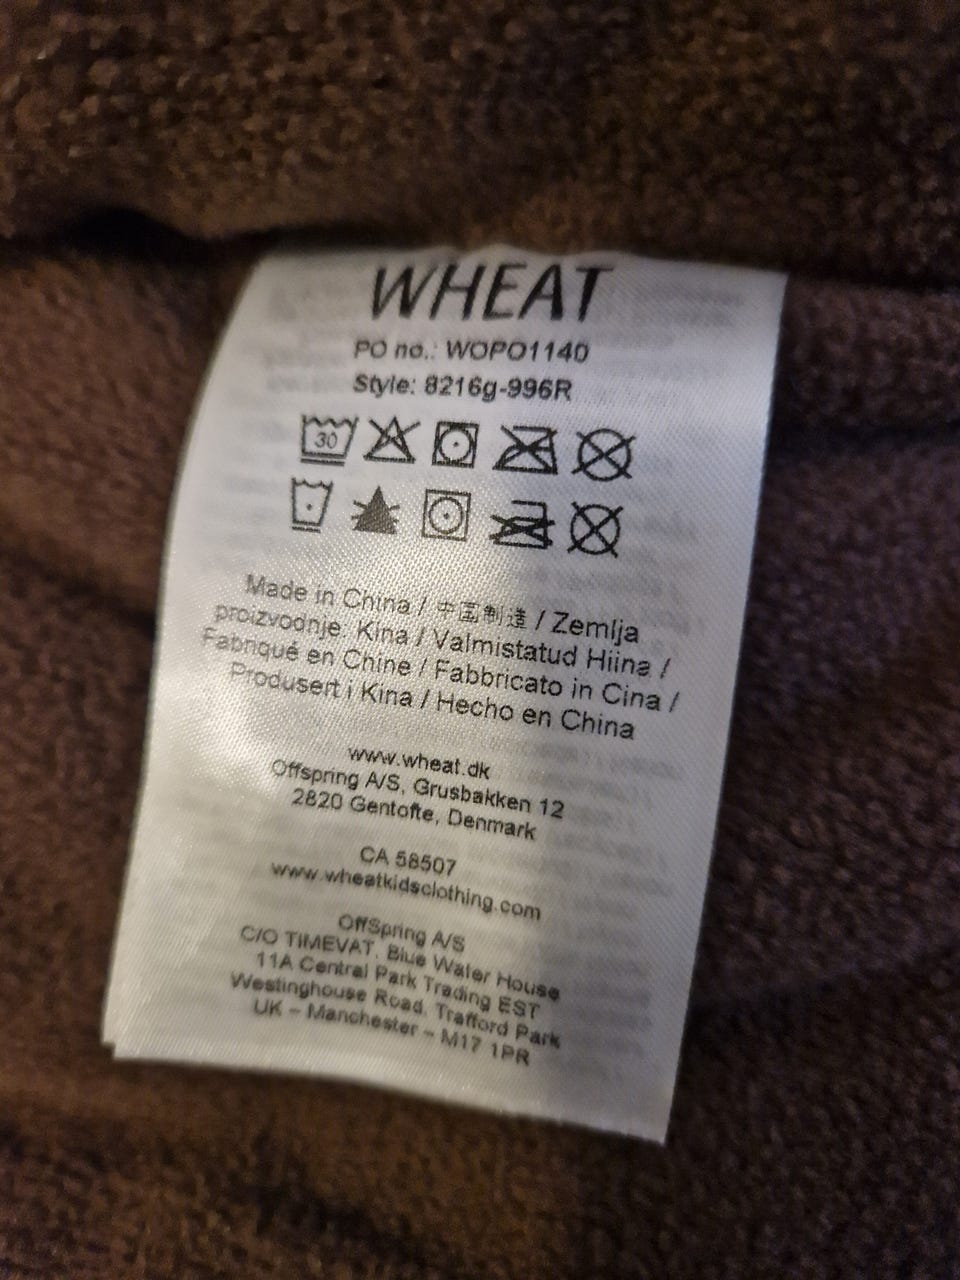 WHEAT
PO no.: WOPO1140
Style: 8216g-996R
30
Made in China / 中国制造 / Zemlja
proizvodnje: Kina / Valmistatud Hiina /
Fabriqué en Chine / Fabbricato in Cina /
Produsert i Kina / Hecho en China
www.wheat.dk
Offspring A/S, Grusbakken 12
2820 Gentofte, Denmark
CA 58507
www.wheatkidsclothing.com
OffSpring A/S
C/O TIMEVAT. Blue Water House
11A Central Park Trading EST
Westinghouse Road, Trafford Park
UK – Manchester – M17 1PR